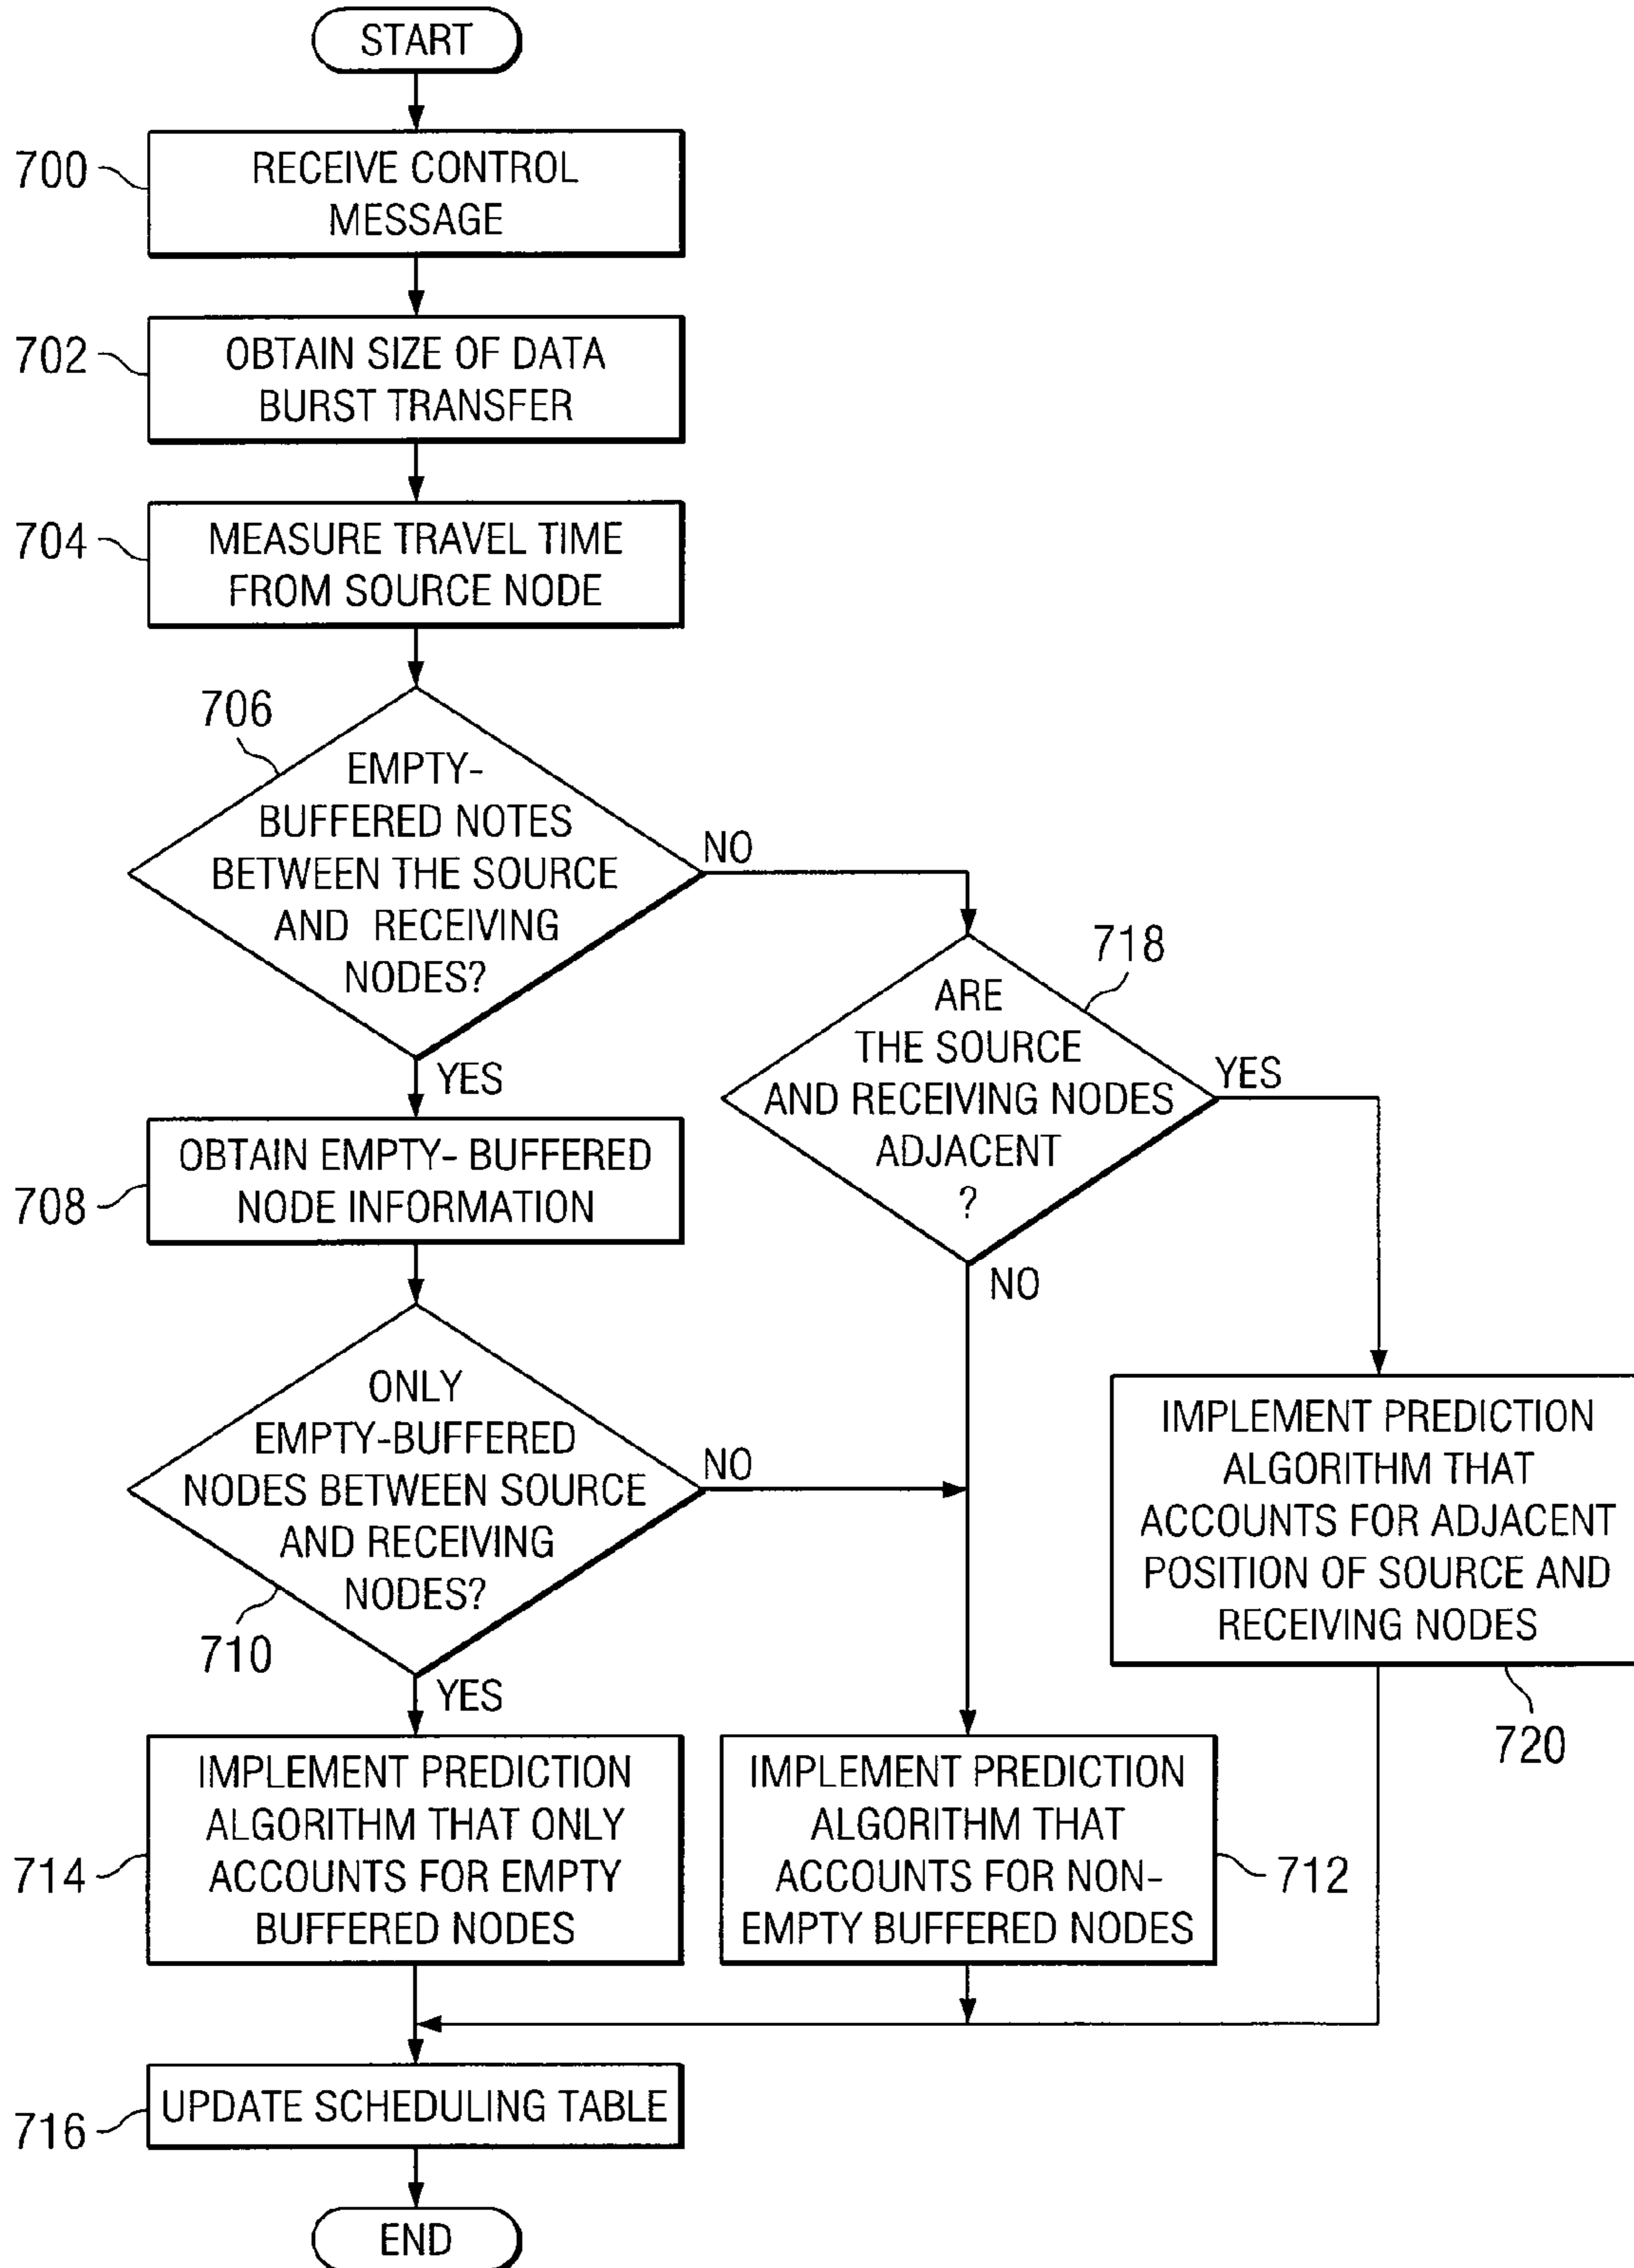 START
700
RECEIVE CONTROL
MESSAGE
702
OBTAIN SIZE OF DATA
BURST TRANSFER
704
MEASURE TRAVEL TIME
FROM SOURCE NODE
706
EMPTY-
BUFFERED NOTES
BETWEEN THE SOURCE
AND RECEIVING
NODES?
NO
YES
718
ARE
THE SOURCE
AND RECEIVING NODES
ADJACENT
?
YES
NO
708
OBTAIN EMPTY- BUFFERED
NODE INFORMATION
ONLY
EMPTY-BUFFERED
NODES BETWEEN SOURCE
AND RECEIVING
NODES?
NO
710
YES
IMPLEMENT PREDICTION
ALGORITHM THAT
ACCOUNTS FOR ADJACENT
POSITION OF SOURCE AND
RECEIVING NODES
720
714
IMPLEMENT PREDICTION
ALGORITHM THAT ONLY
ACCOUNTS FOR EMPTY
BUFFERED NODES
IMPLEMENT PREDICTION
ALGORITHM THAT
ACCOUNTS FOR NON-
EMPTY BUFFERED NODES
712
716
UPDATE SCHEDULING TABLE
END